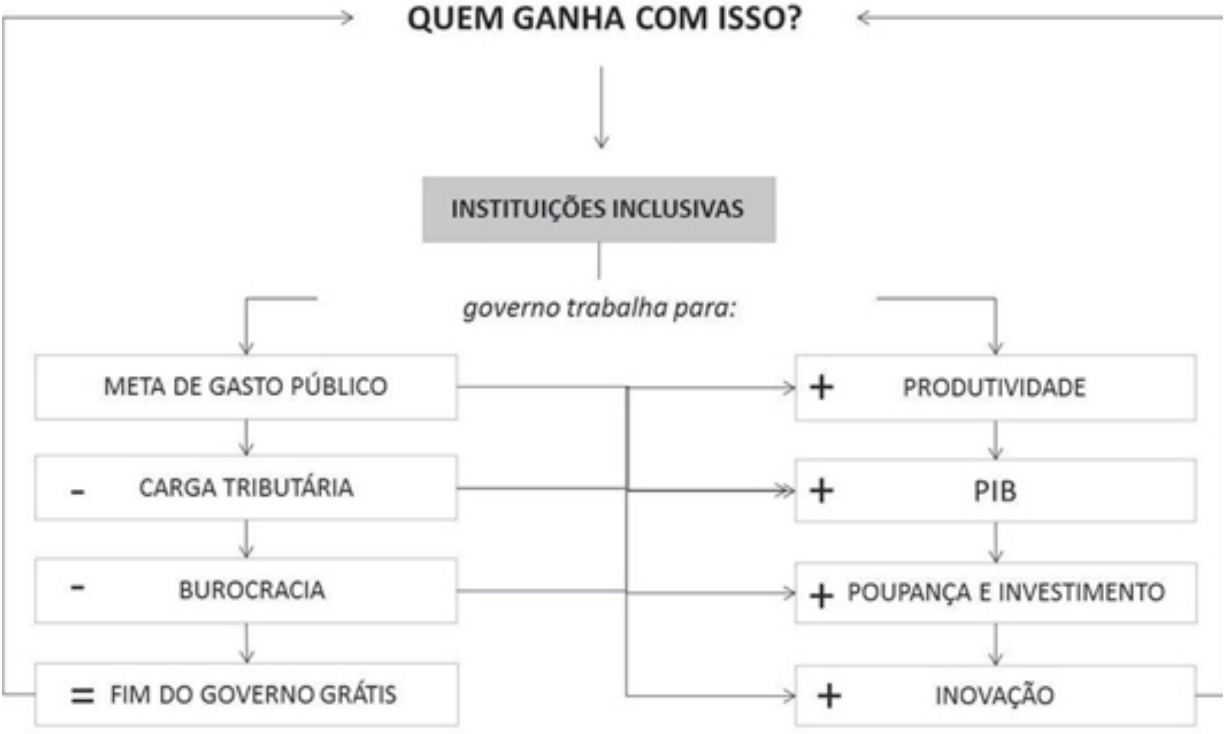 QUEM GANHA COM ISSO?
INSTITUIÇÕES INCLUSIVAS
governo trabalha para:
META DE GASTO PÚBLICO
- CARGA TRIBUTÁRIA
- BUROCRACIA
= FIM DO GOVERNO GRÁTIS
+ PRODUTIVIDADE
+ PIB
+ POUPANÇA E INVESTIMENTO
+ INOVAÇÃO